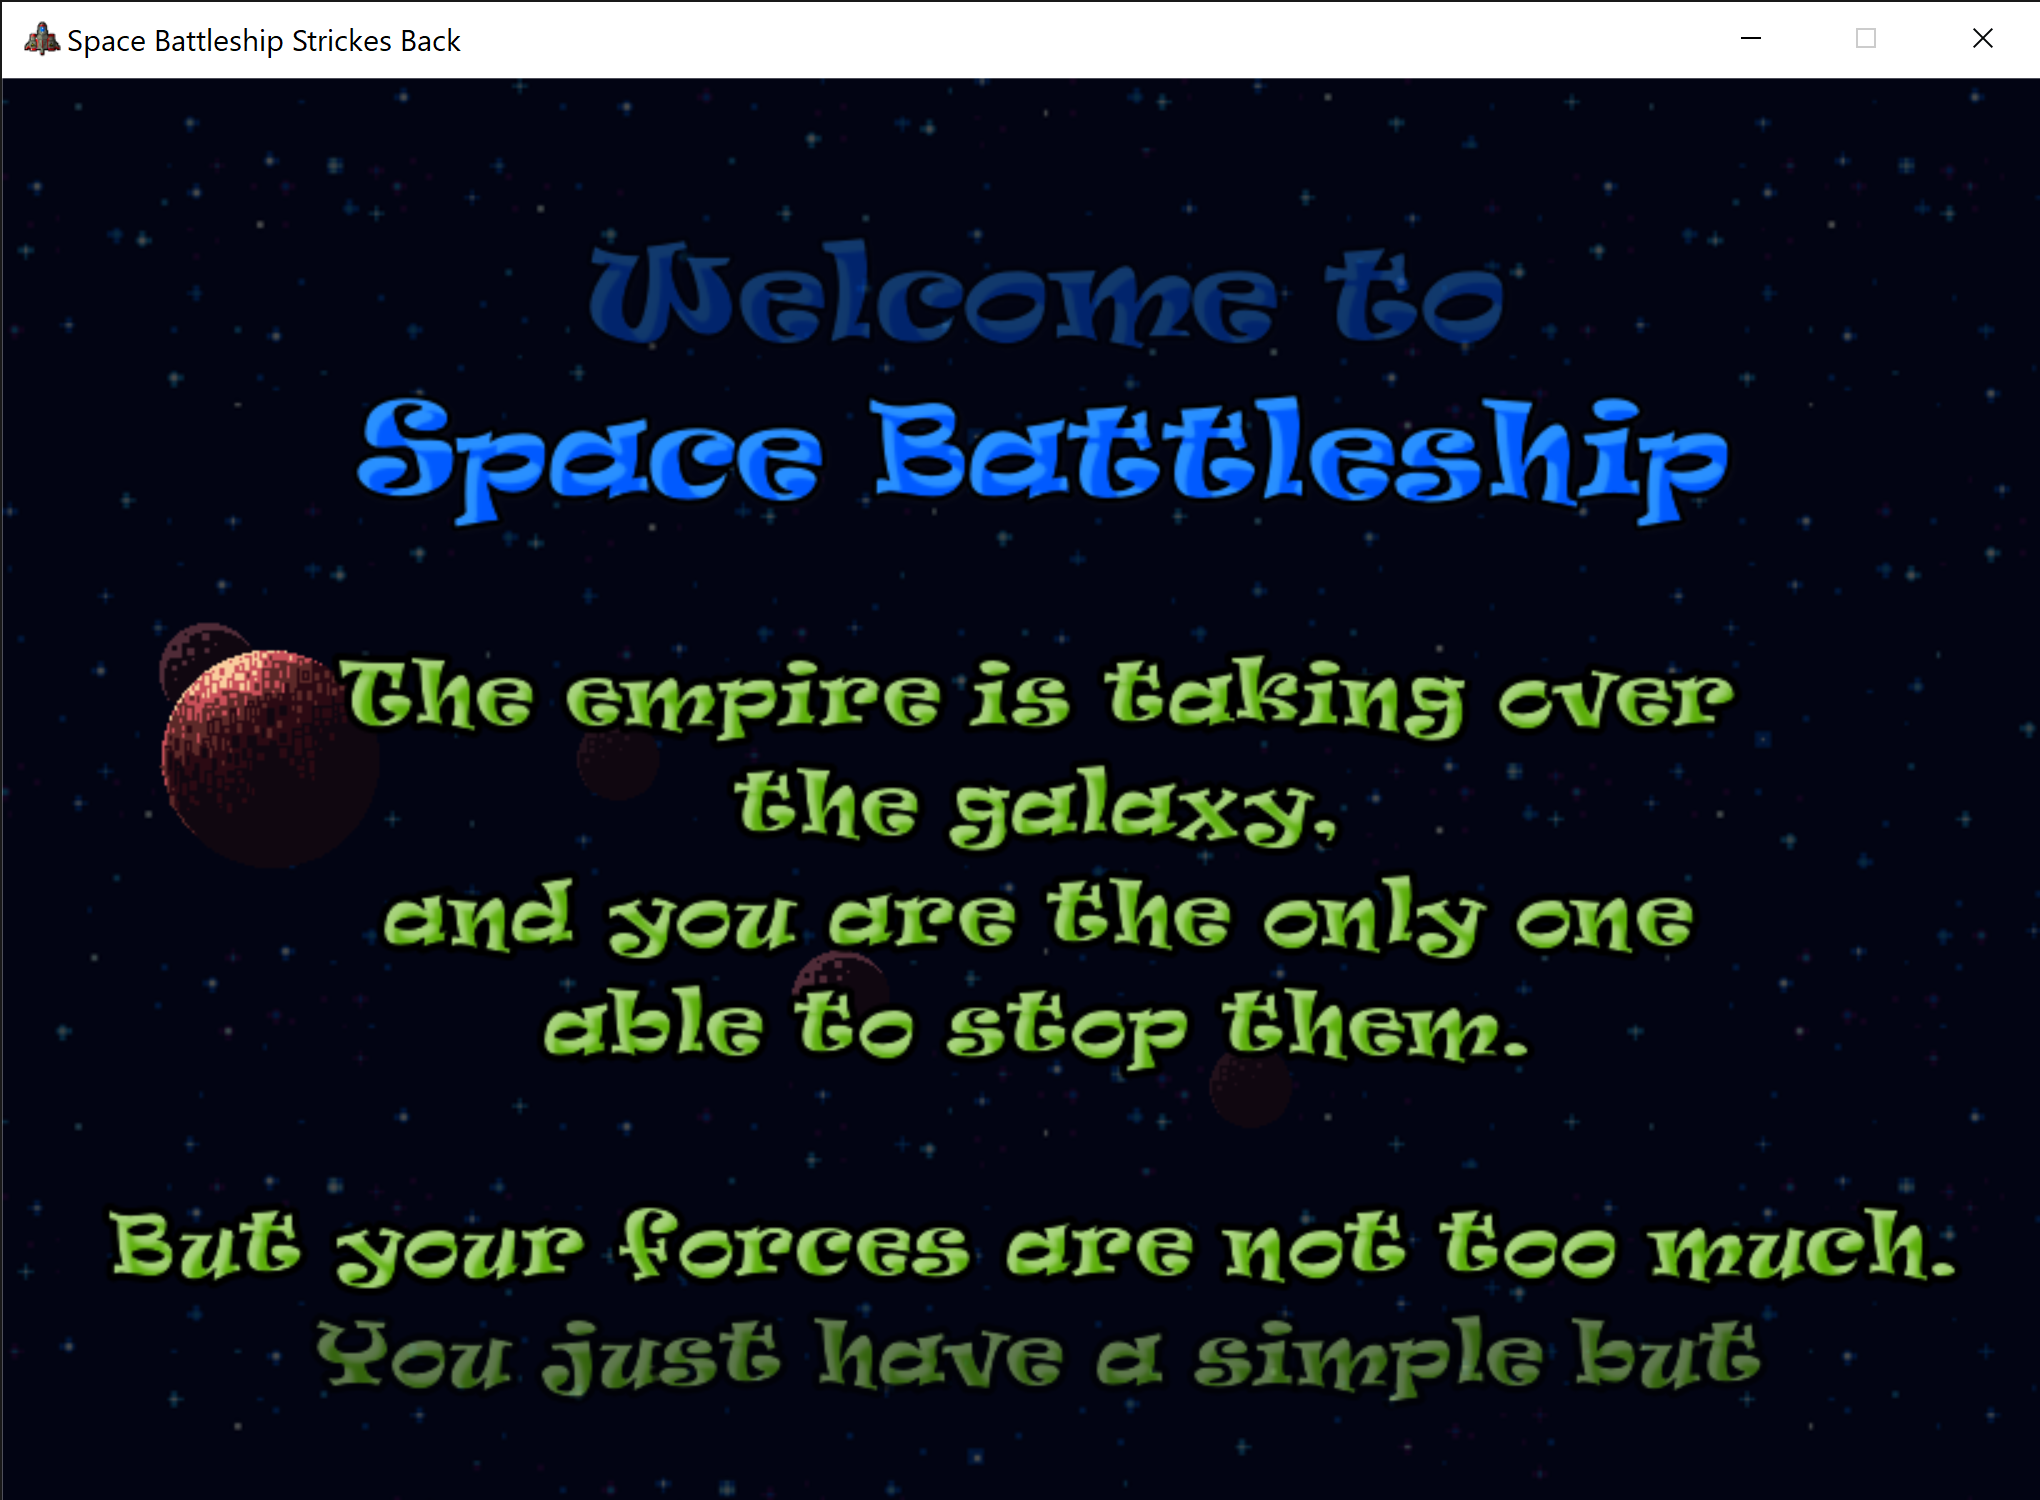 Space Battleship Strickes Back
Welcome to
Space Battleship
The empire is taking over
the galaxy,
and you are the only one
able to stop them.
But your forces are not too much.
You just have a simple but